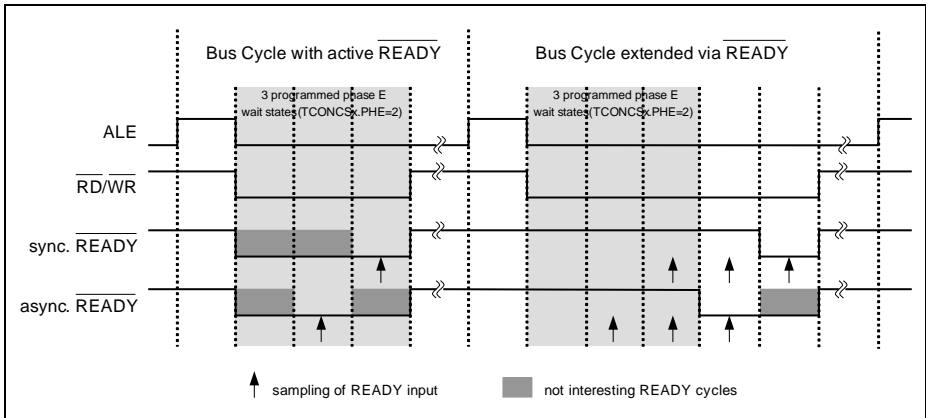 Bus Cycle with active READY
Bus Cycle extended via READY
3 programmed phase E
wait states(TCONCSx.PHE=2)
3 programmed phase E
wait states(TCONCSx.PHE=2)
ALE
RD/WR
sync. READY
async. READY
sampling of READY input
not interesting READY cycles